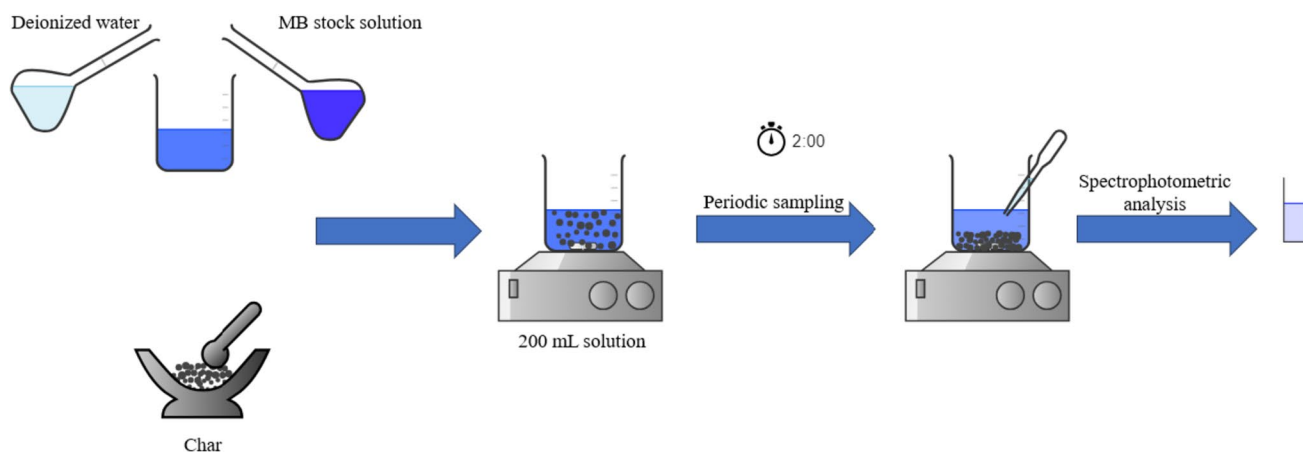 Deionized water
MB stock solution
2:00
Periodic sampling
Spectrophotometric
analysis
200 mL solution
Char